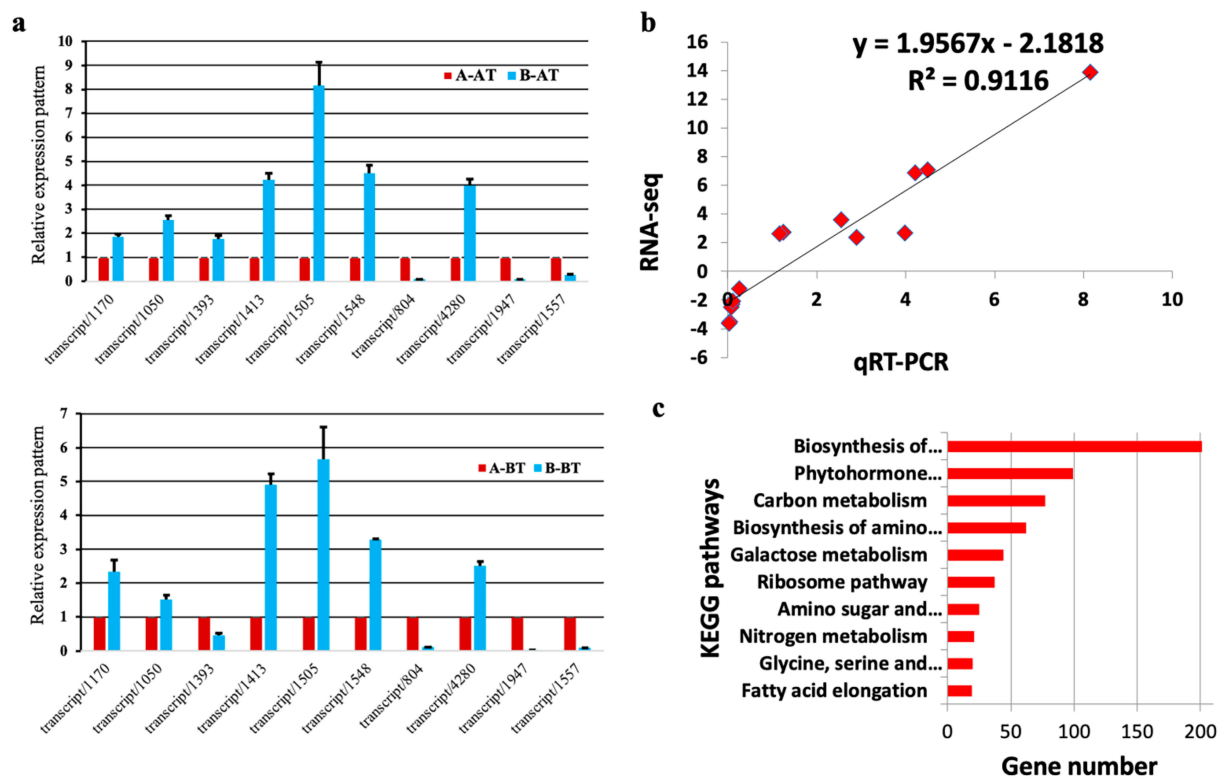 a
10
9
8
7
6
5
4
3
2
1
0
Relative expression pattern
A-AT B-AT
transcript/1170
transcript/1050
transcript/1393
transcript/1413
transcript/1505
transcript/1548
transcript/804
transcript/4280
transcript/1947
transcript/1557
7
6
5
4
3
2
1
0
Relative expression pattern
A-BT B-BT
transcript/1170
transcript/1050
transcript/1393
transcript/1413
transcript/1505
transcript/1548
transcript/804
transcript/4280
transcript/1947
transcript/1557
b
y = 1.9567x - 2.1818
R² = 0.9116
16
14
12
10
8
6
4
2
0
-2
-4
-6
RNA-seq
0 2 4 6 8 10
qRT-PCR
c
KEGG pathways
Biosynthesis of...
Phytohormone...
Carbon metabolism
Biosynthesis of amino...
Galactose metabolism
Ribosome pathway
Amino sugar and...
Nitrogen metabolism
Glycine, serine and...
Fatty acid elongation
0 50 100 150 200
Gene number